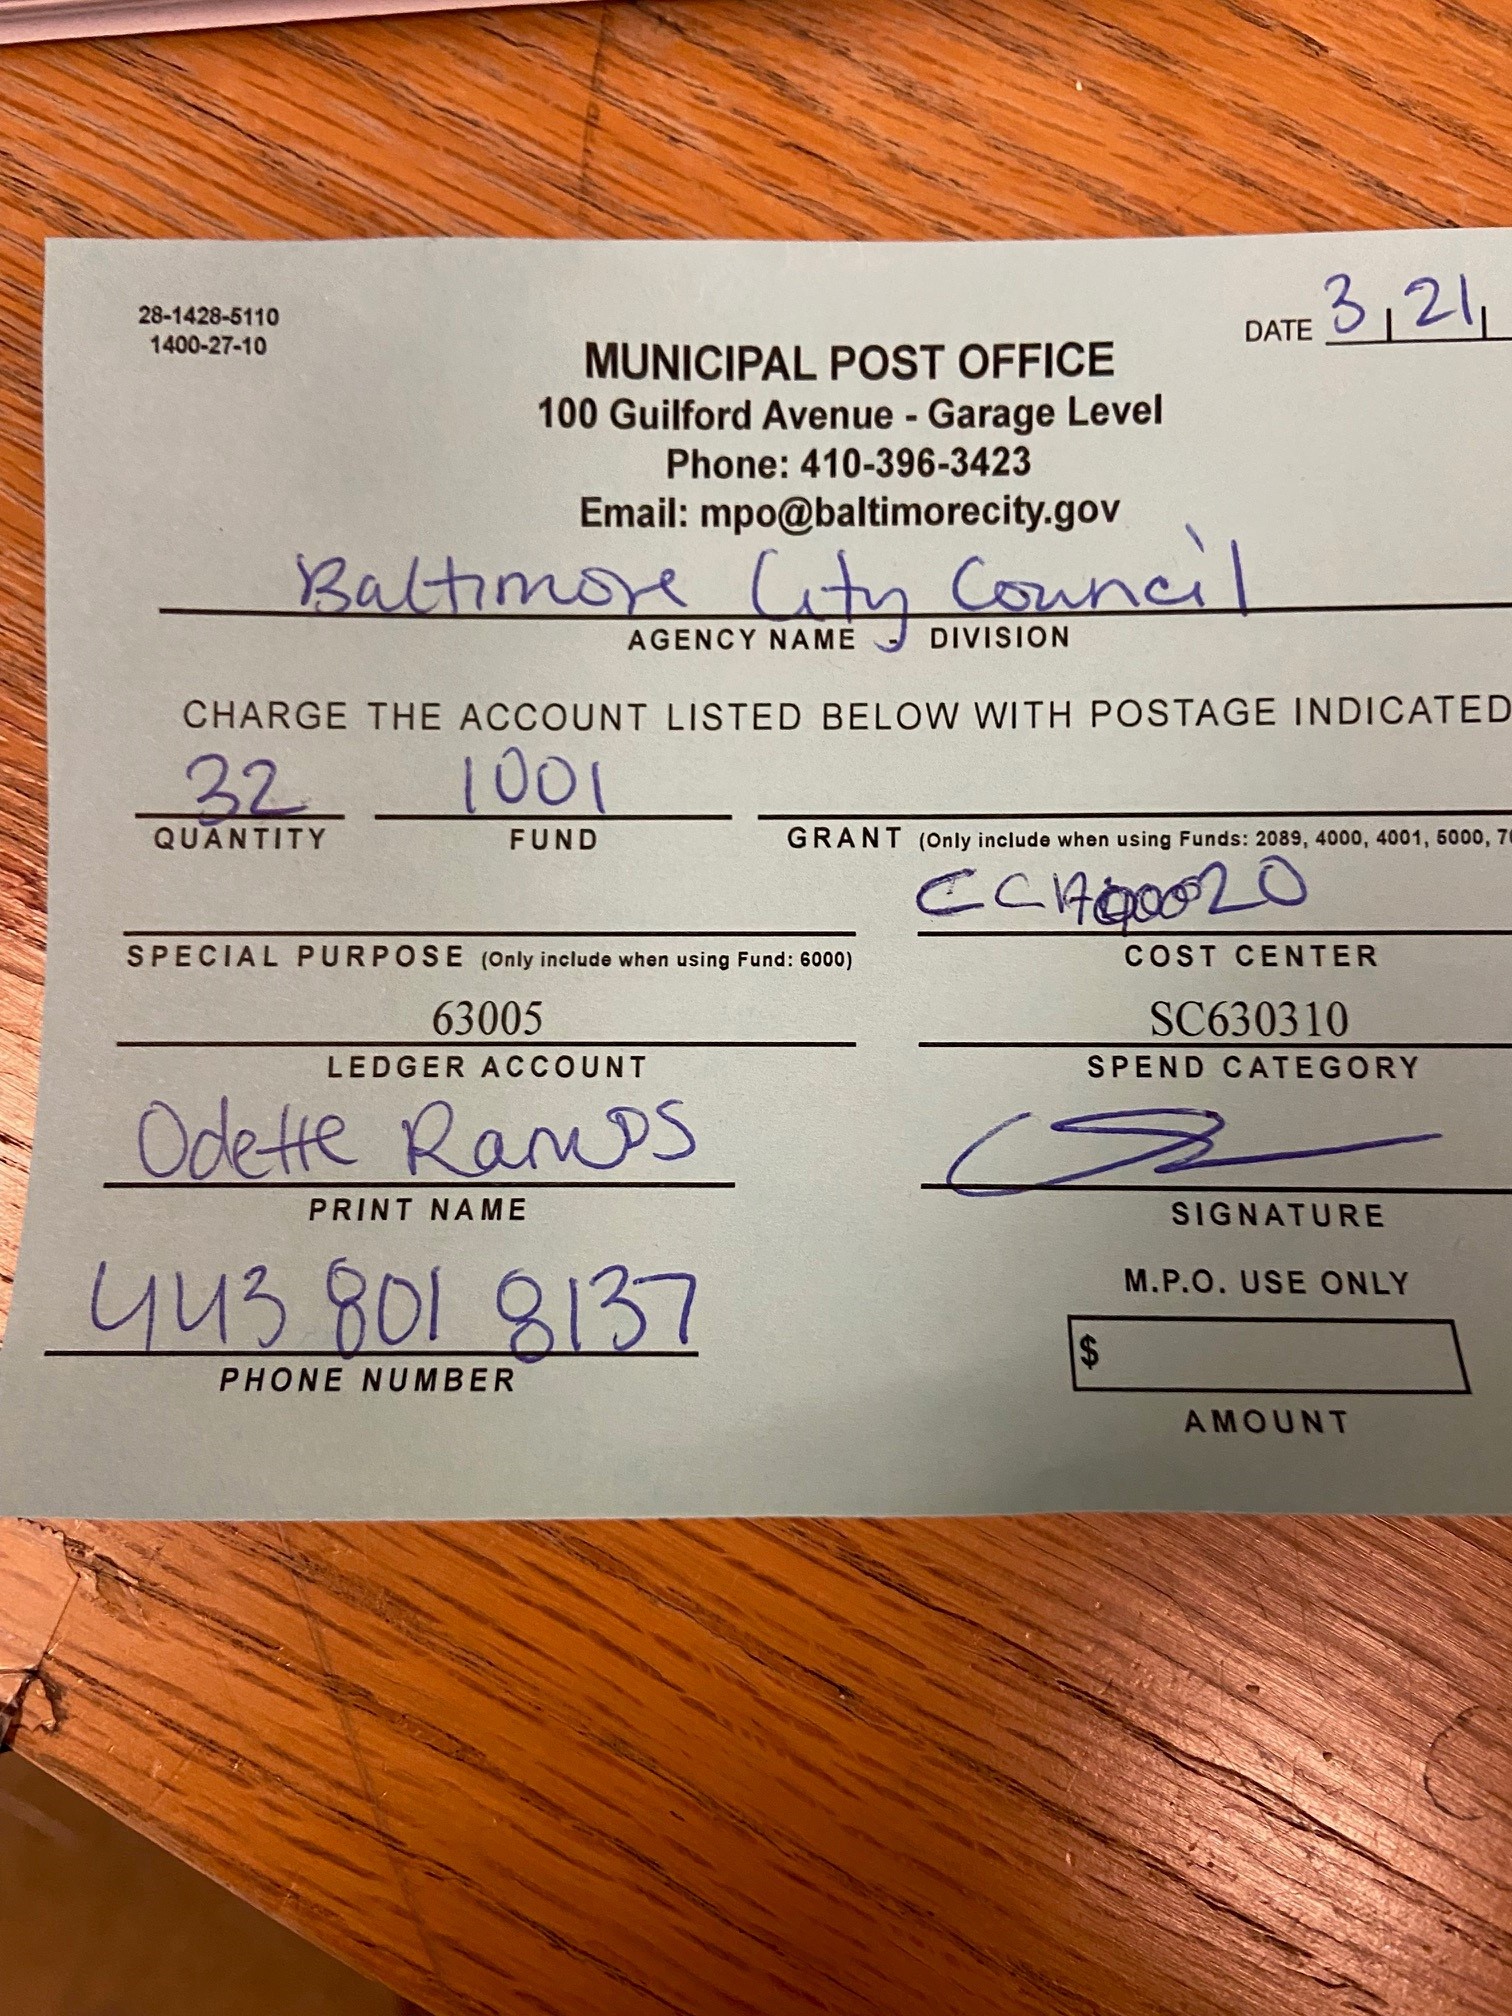 28-1428-5110
1400-27-10
DATE 3 21
MUNICIPAL POST OFFICE
100 Guilford Avenue - Garage Level
Phone: 410-396-3423
Email: mpo@baltimorecity.gov
Baltimore City Council
AGENCY NAME - DIVISION
CHARGE THE ACCOUNT LISTED BELOW WITH POSTAGE INDICATED
32 1001
QUANTITY FUND GRANT (Only include when using Funds: 2089, 4000, 4001, 5000,
SPECIAL PURPOSE (Only include when using Fund: 6000) COST CENTER
63005 SC630310
LEDGER ACCOUNT SPEND CATEGORY
Odette Ramos
PRINT NAME SIGNATURE
443 801 8137 M.P.O. USE ONLY
$
PHONE NUMBER AMOUNT